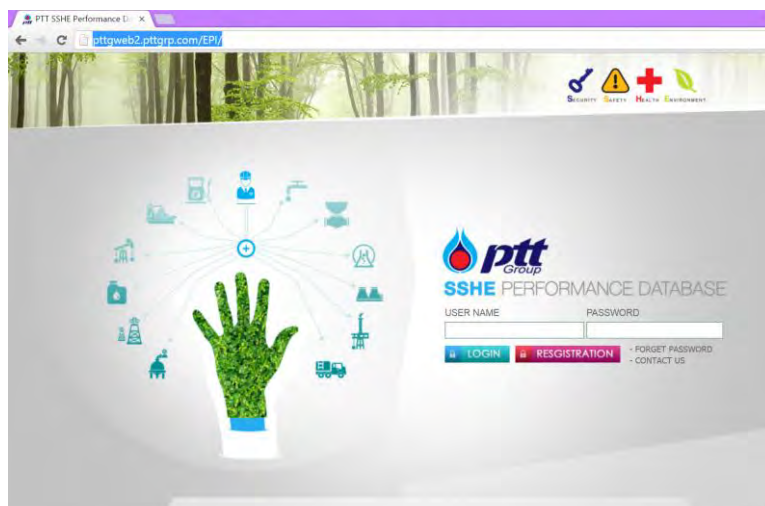 PTT SSHE Performance D
pttgweb2.pttgrp.com/EPI/
SECURITY SAFETY HEALTH ENVIRONMENT
ptt
Group
SSHE PERFORMANCE DATABASE
USER NAME PASSWORD
LOGIN RESGISTRATION - FORGET PASSWORD
- CONTACT US